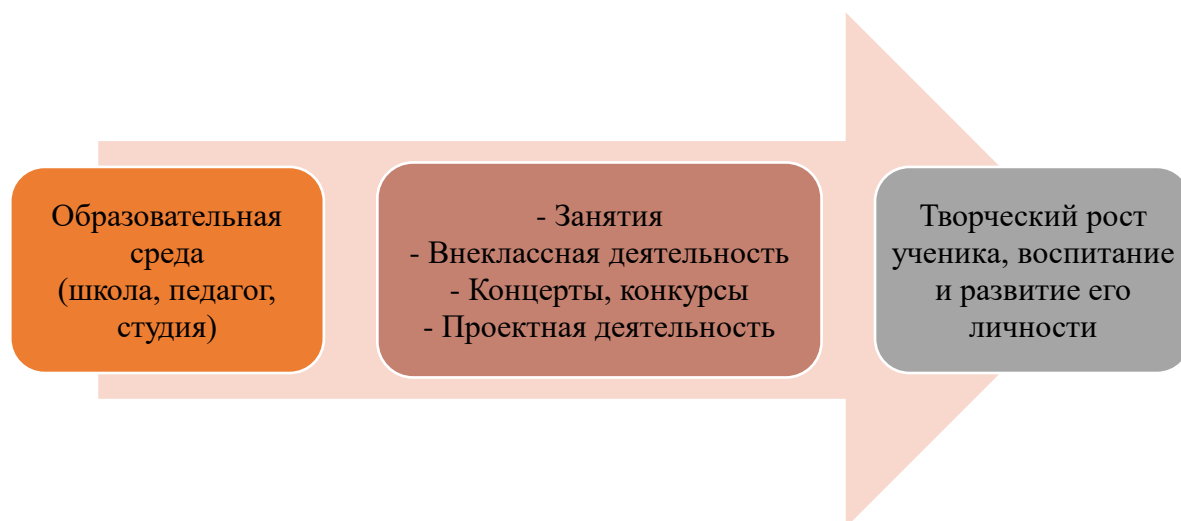 Образовательная
среда
(школа, педагог,
студия)
- Занятия
- Внеклассная деятельность
- Концерты, конкурсы
- Проектная деятельность
Творческий рост
ученика, воспитание
и развитие его
личности